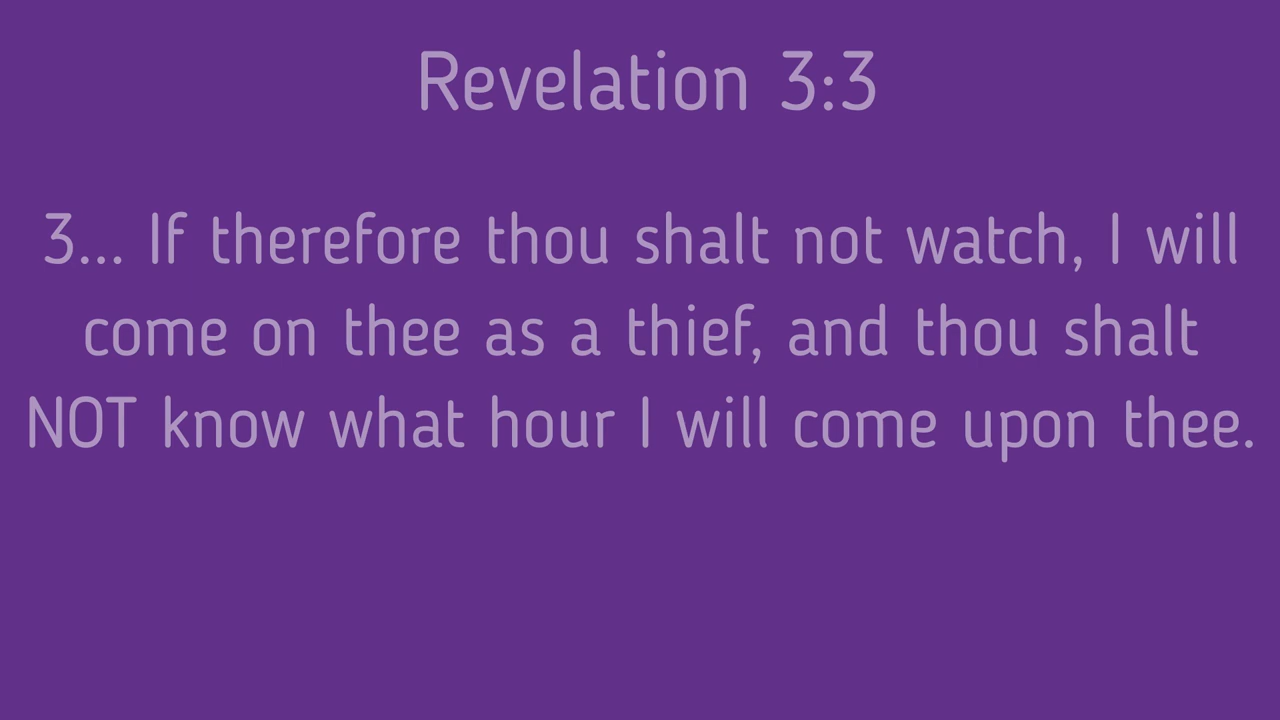 Revelation 3:3
3... If therefore thou shalt not watch, I will
come on thee as a thief, and thou shalt
NOT know what hour I will come upon thee.